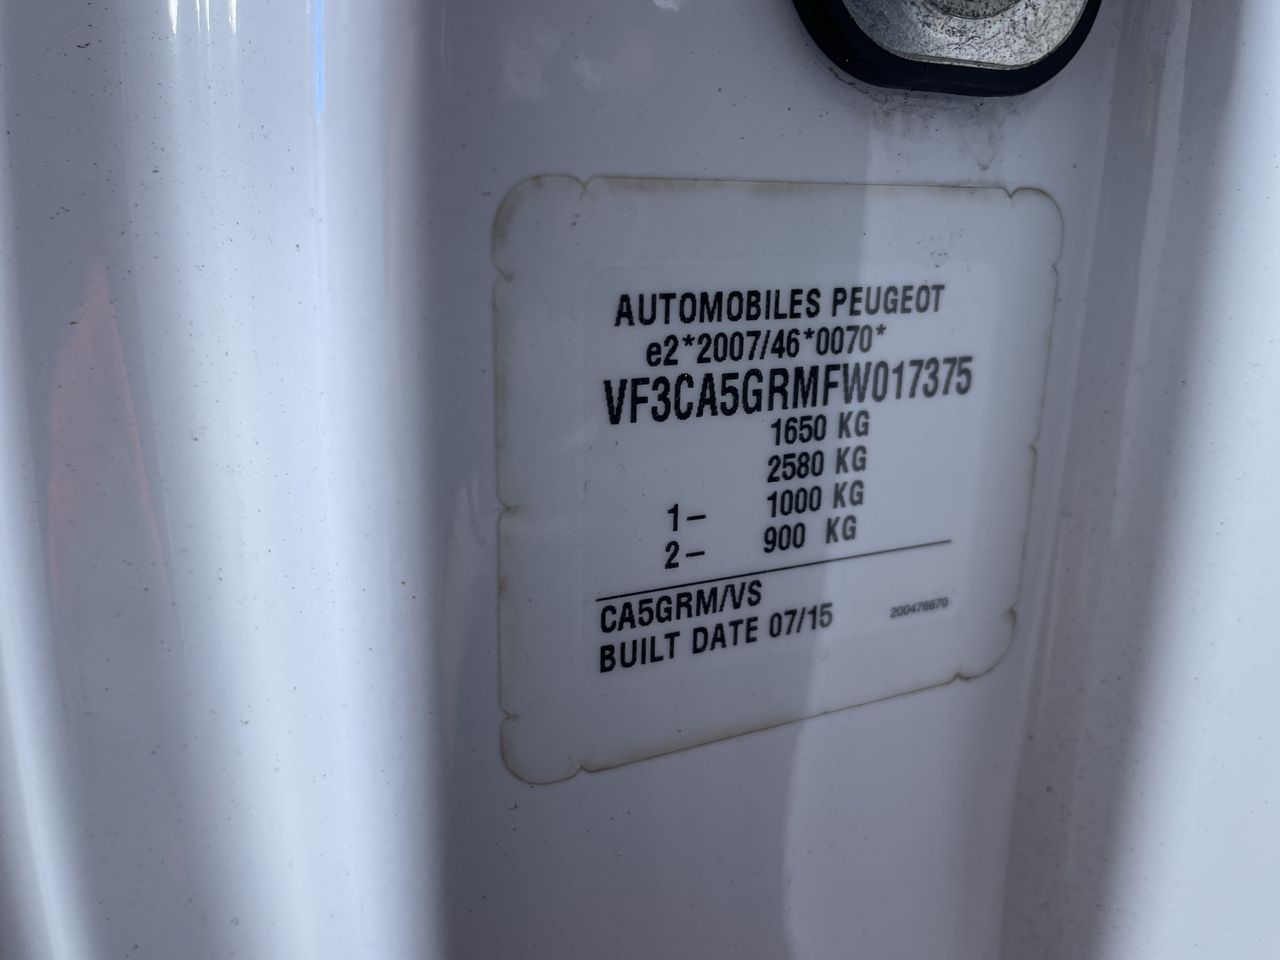 AUTOMOBILES PEUGEOT
e2*2007/46*0070*
VF3CA5GRMFW017375
1650 KG
2580 KG
1- 1000 KG
2- 900 KG
CA5GRM/VS
BUILT DATE 07/15
200476670